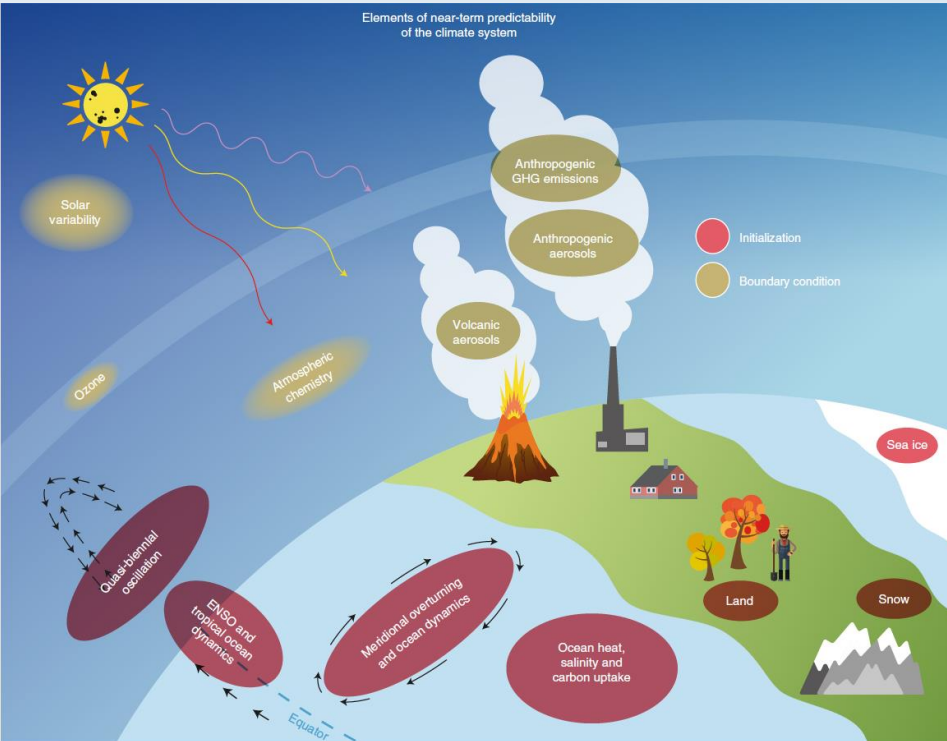 Elements of near-term predictability
of the climate system
Solar
variability
Anthropogenic
GHG emissions
Anthropogenic
aerosols
Initialization
Boundary condition
Volcanic
aerosols
Ozone
Atmospheric
chemistry
Sea ice
Quasi-biennial
oscillation
ENSO and
tropical ocean
dynamics
Meridional overturning
and ocean dynamics
Land
Snow
Ocean heat,
salinity and
carbon uptake
Equator